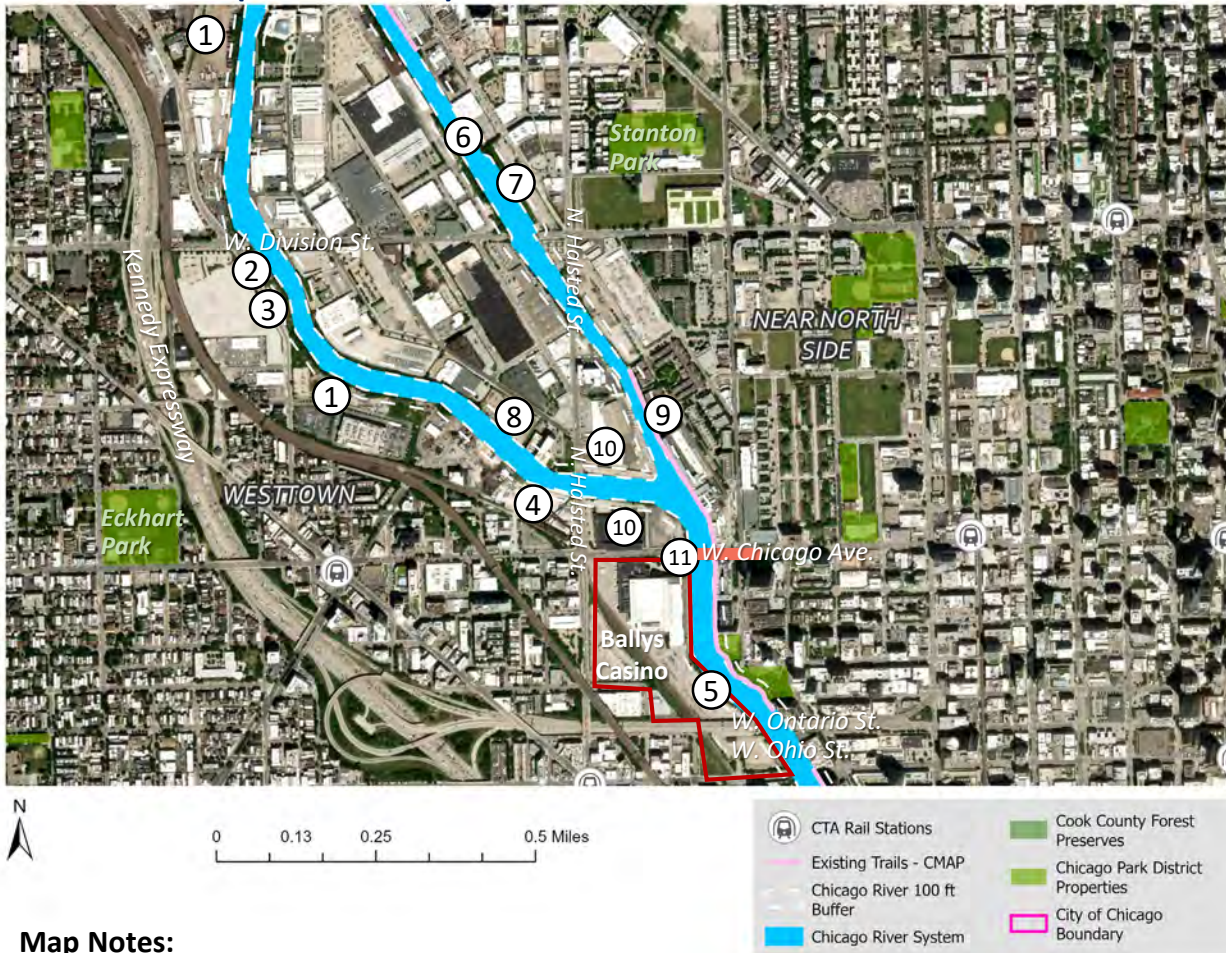 1
6
Stanton
Park
7
N. Halsted St.
W. Division St.
2
3
Kennedy Expressway
NEAR NORTH
SIDE
1
8
9
10
N. Halsted St.
WESTTOWN
4
Eckhart
Park
10
11
W. Chicago Ave.
Ballys
Casino
5
W. Ontario St.
W. Ohio St.
N
0
0.13
0.25
0.5 Miles
CTA Rail Stations
Existing Trails - CMAP
Chicago River 100 ft
Buffer
Chicago River System
Cook County Forest
Preserves
Chicago Park District
Properties
City of Chicago
Boundary
Map Notes: